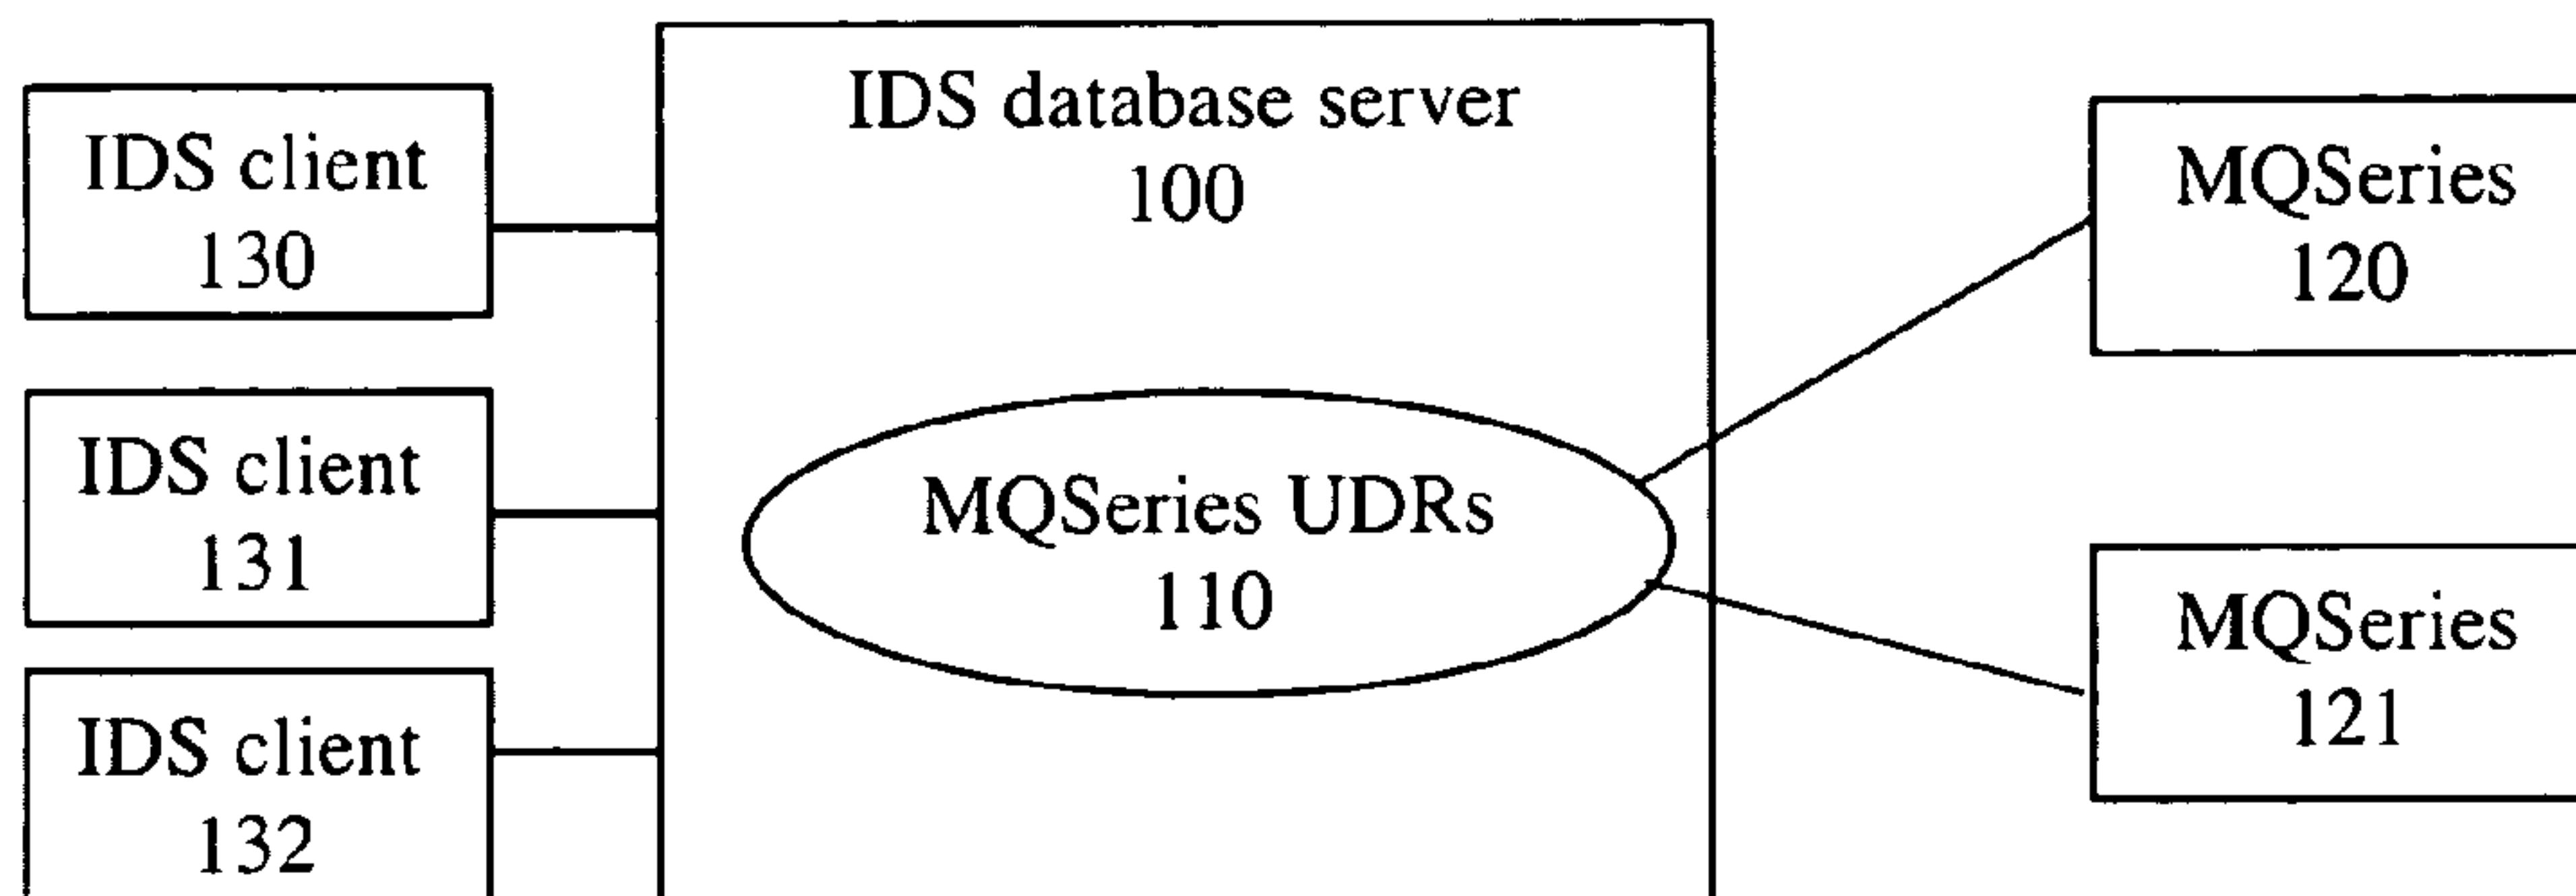 IDS database server
100
IDS client
130
IDS client
131
IDS client
132
MQSeries UDRs
110
MQSeries
120
MQSeries
121